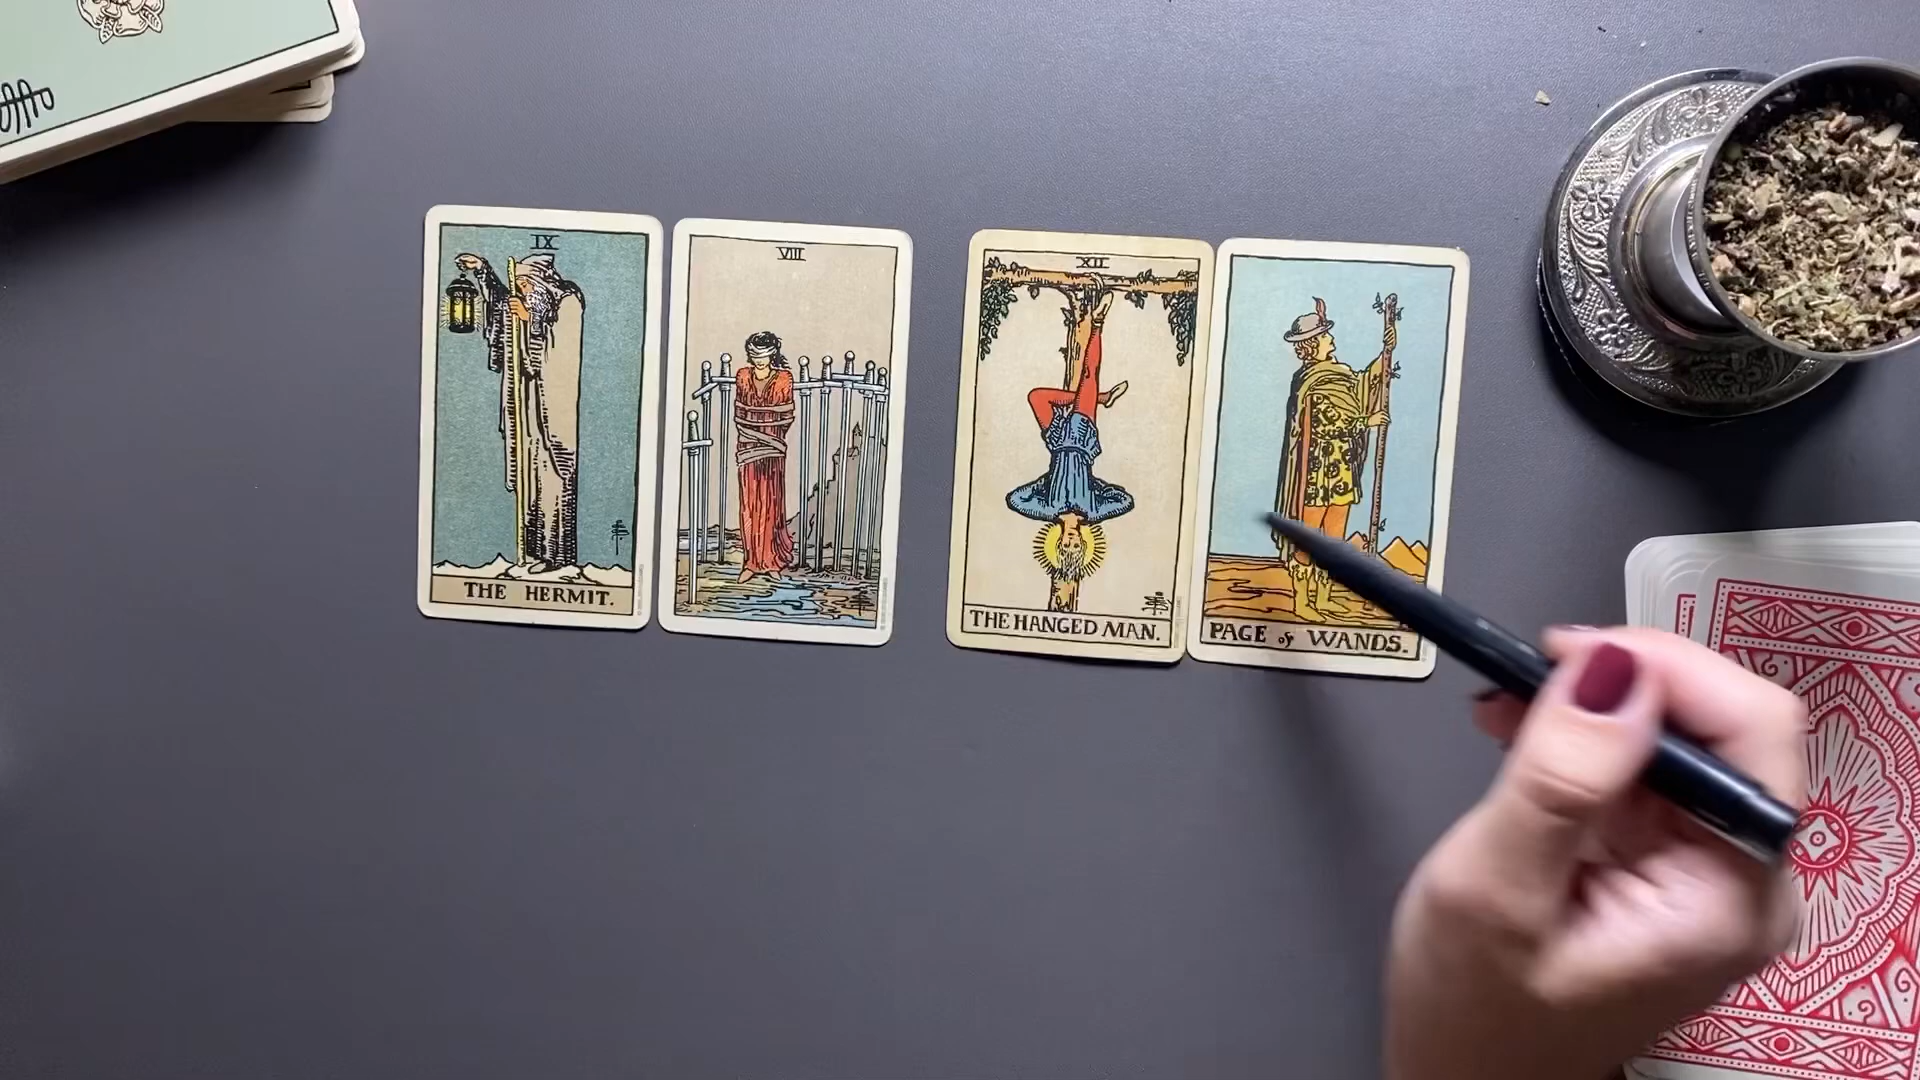 IX
THE HERMIT.
VIII
XII
THE HANGED MAN.
PAGE of WANDS.